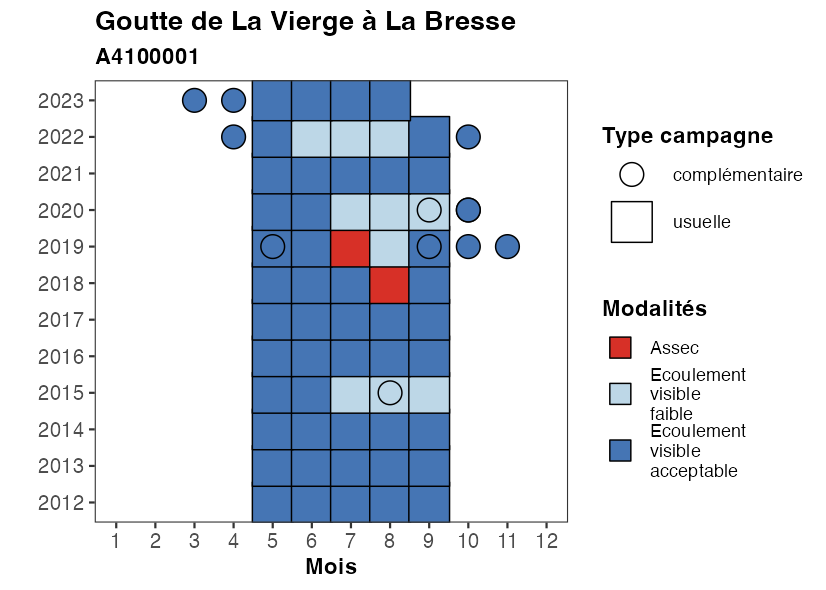 Goutte de La Vierge à La Bresse
A4100001
2023
2022
2021
2020
2019
2018
2017
2016
2015
2014
2013
2012
1 2 3 4 5 6 7 8 9 10 11 12
Mois
Type campagne
complémentaire
usuelle
Modalités
Assec
Ecoulement
visible
faible
Ecoulement
visible
acceptable